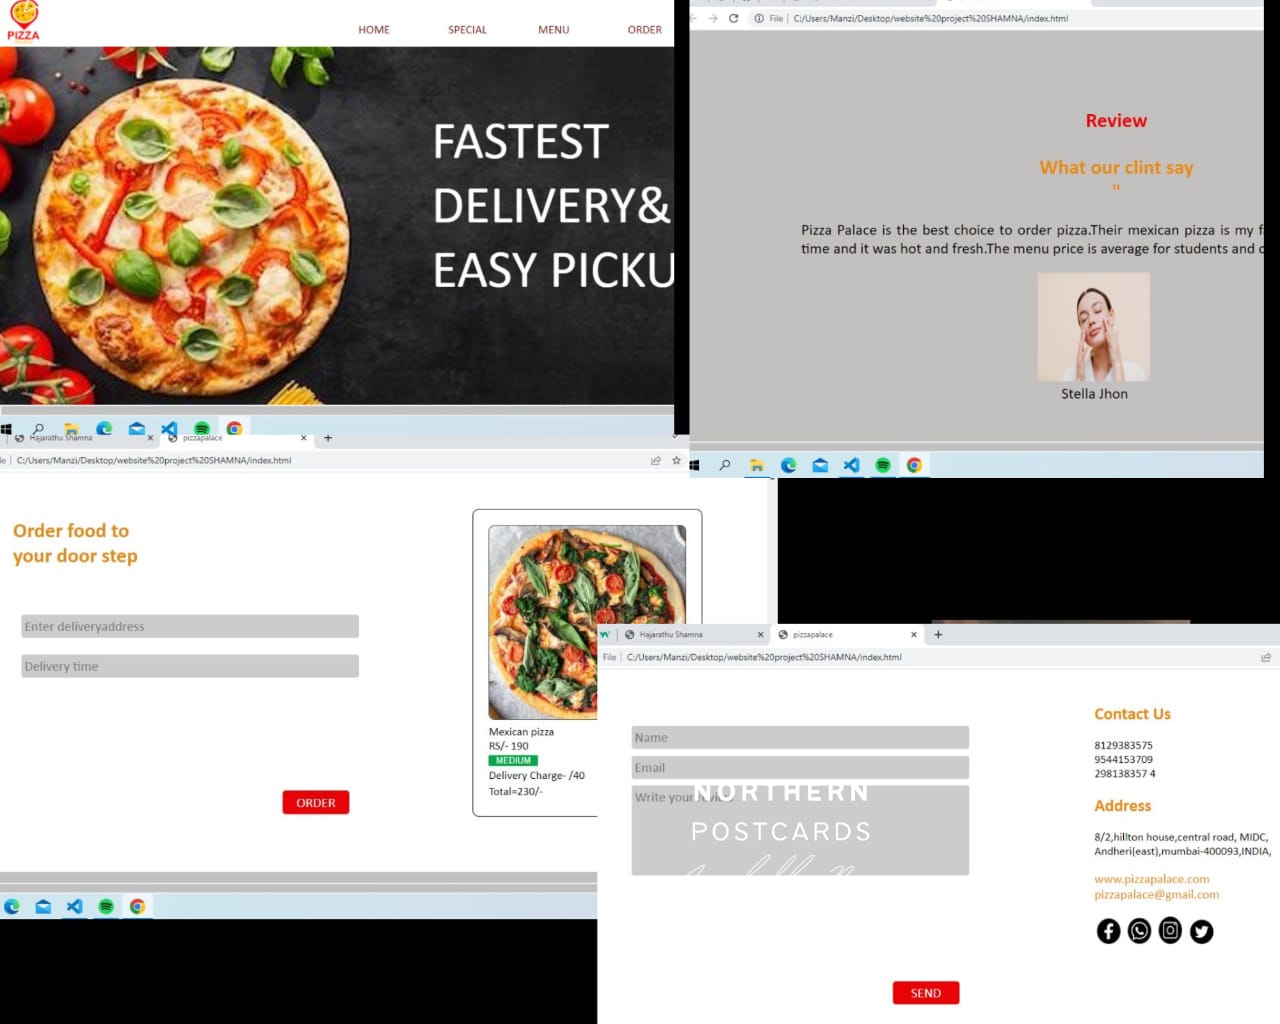 PIZZA
HOME
SPECIAL
MENU
ORDER
FASTEST
DELIVERY&
EASY PICKU
File
C:/Users/Manzi/Desktop/website%20project%20SHAMNA/index.html
Review
What our clint say
"
Pizza Palace is the best choice to order pizza.Their mexican pizza is my f
time and it was hot and fresh.The menu price is average for students and
Stella Jhon
Hajarathu Shamna
pizzapalace
C:/Users/Manzi/Desktop/website%20project%20SHAMNA/index.html
Order food to
your door step
Enter deliveryaddress
Delivery time
ORDER
Mexican pizza
RS/- 190
MEDIUM
Delivery Charge- /40
Total=230/-
Hajarathu Shamna
pizzapalace
File
C:/Users/Manzi/Desktop/website%20project%20SHAMNA/index.html
Name
Email
Write your
NORTHERN
POSTCARDS
SEND
Contact Us
8129383575
9544153709
298138357 4
Address
8/2,hillton house,central road, MIDC,
Andheri(east),mumbai-400093,INDIA,
www.pizzapalace.com
pizzapalace@gmail.com